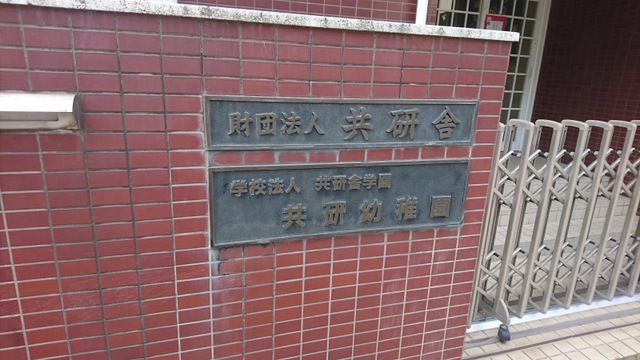 財団法人 共研舎
学校法人 共研舎学園
共研幼稚園